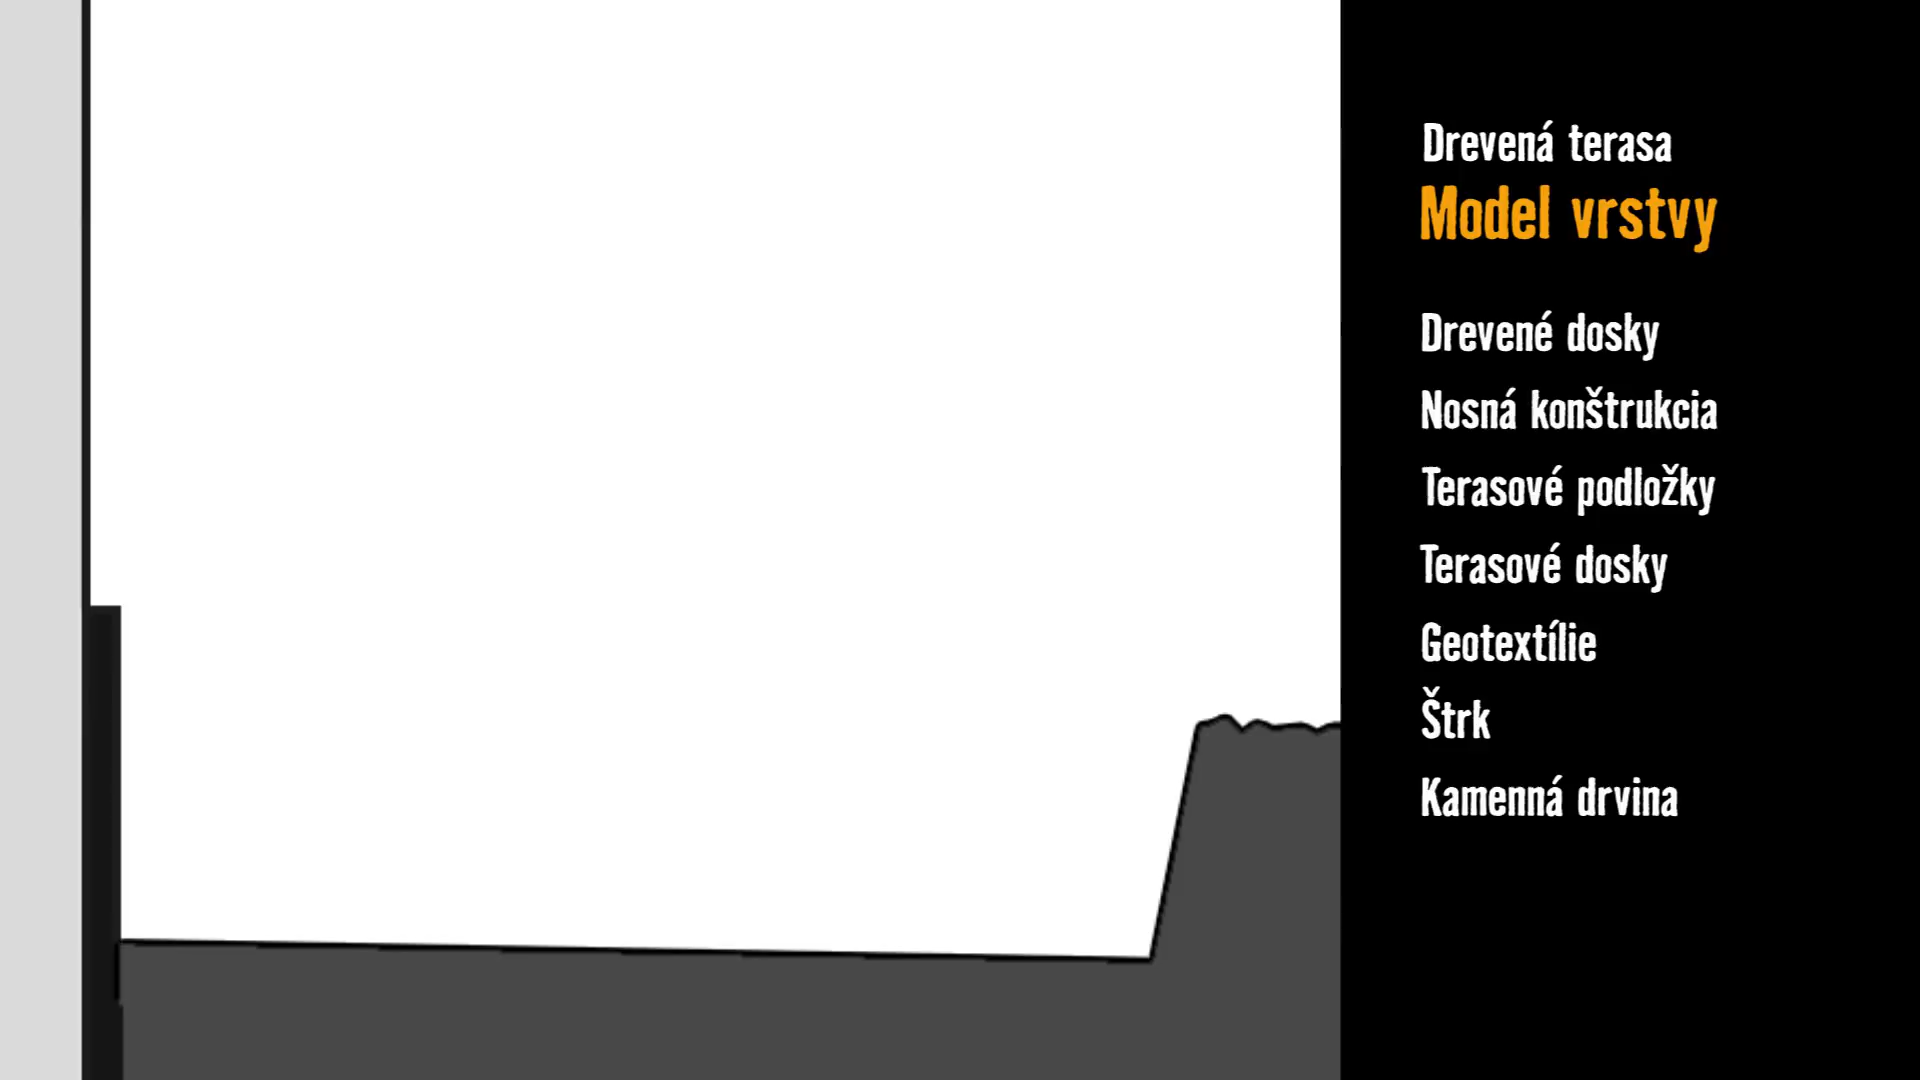 Drevená terasa
Model vrstvy
Drevené dosky
Nosná konštrukcia
Terasové podložky
Terasové dosky
Geotextílie
Štrk
Kamenná drvina